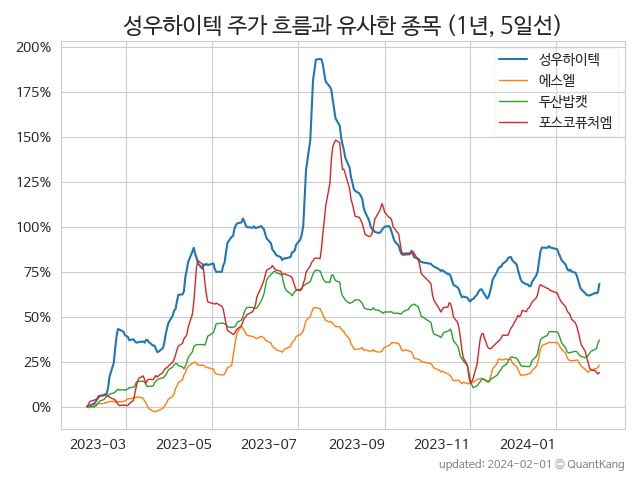 성우하이텍 주가 흐름과 유사한 종목 (1년, 5일선)
성우하이텍
에스엘
두산밥캣
포스코퓨처엠
200%
175%
150%
125%
100%
75%
50%
25%
0%
2023-03 2023-05 2023-07 2023-09 2023-11 2024-01
updated: 2024-02-01 © QuantKang